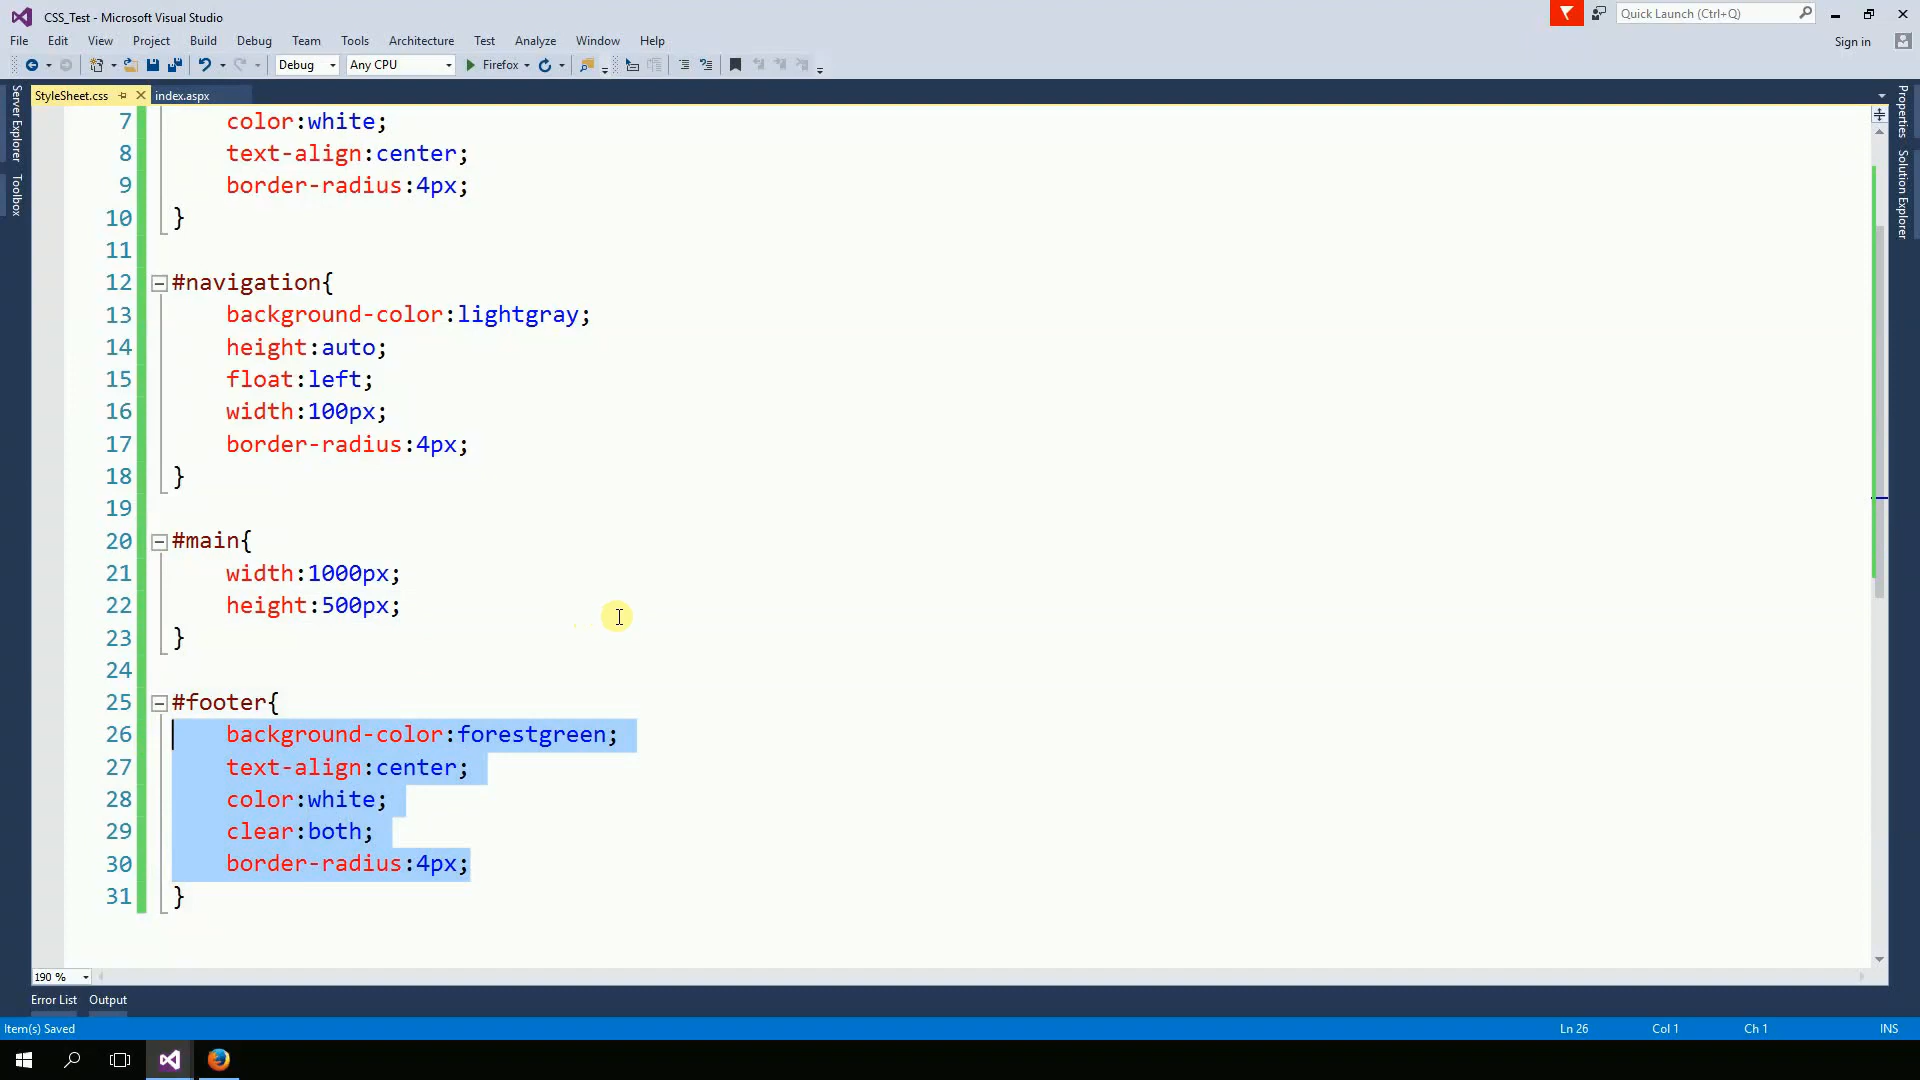 CSS_Test - Microsoft Visual Studio
Quick Launch (Ctrl+Q)
File Edit View Project Build Debug Team Tools Architecture Test Analyze Window Help
Sign in
Debug Any CPU Firefox
StyleSheet.css index.aspx
Server Explorer
Toolbox
Properties
Solution Explorer
7 color:white;
8 text-align:center;
9 border-radius:4px;
10 }
11
12 #navigation{
13 background-color:lightgray;
14 height:auto;
15 float:left;
16 width:100px;
17 border-radius:4px;
18 }
19
20 #main{
21 width:1000px;
22 height:500px;
23 }
24
25 #footer{
26 background-color:forestgreen;
27 text-align:center;
28 color:white;
29 clear:both;
30 border-radius:4px;
31 }
190 %
Error List Output
Item(s) Saved Ln 26 Col 1 Ch 1 INS